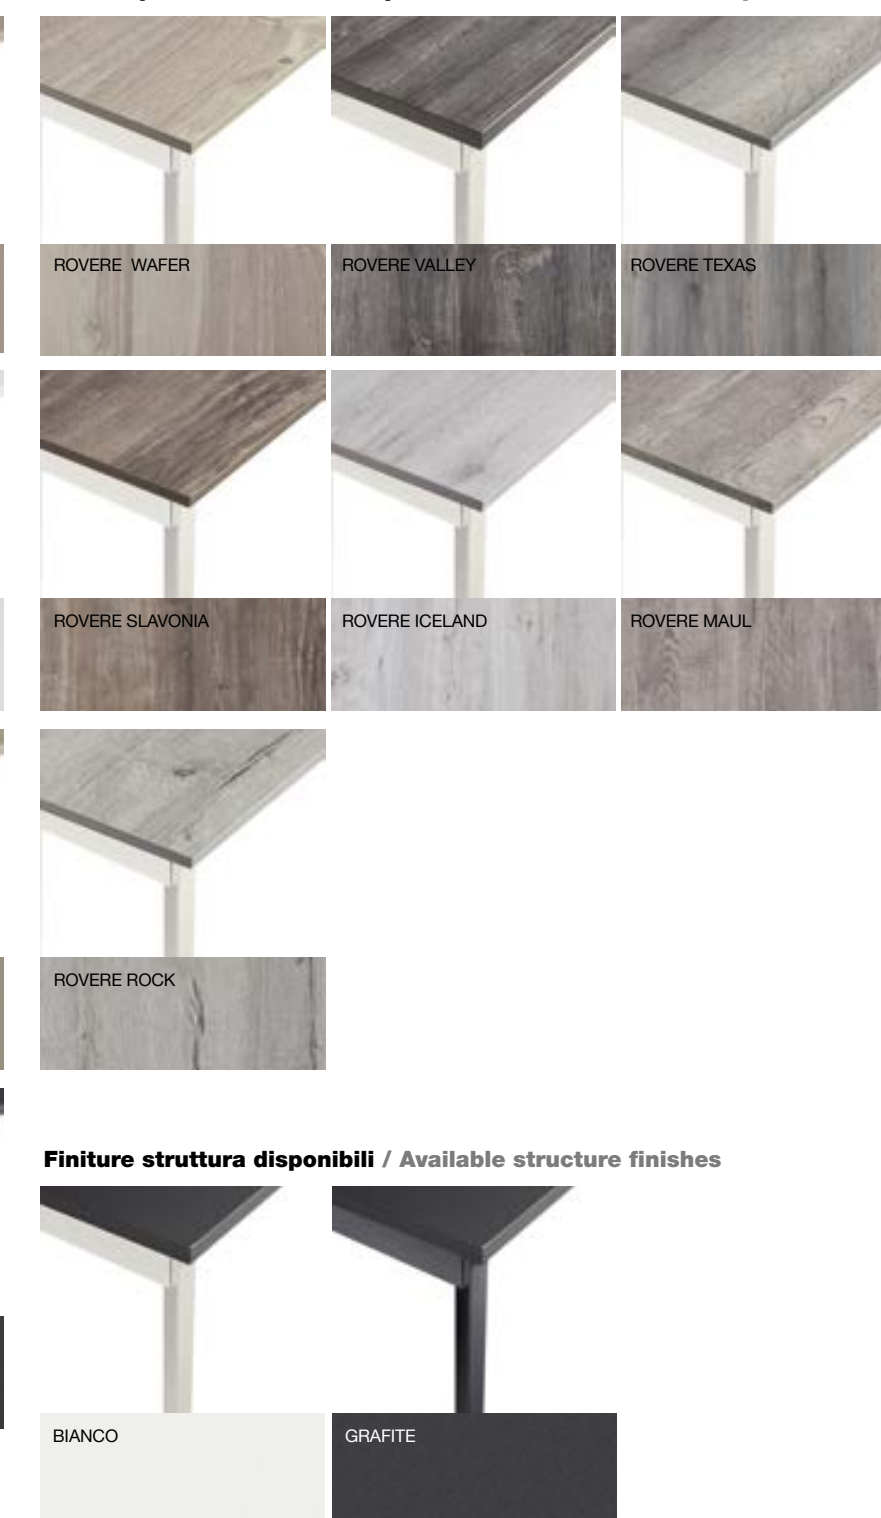 ROVERE WAFER
ROVERE VALLEY
ROVERE TEXAS
ROVERE SLAVONIA
ROVERE ICELAND
ROVERE MAUL
ROVERE ROCK
Finiture struttura disponibili / Available structure finishes
BIANCO
GRAFITE